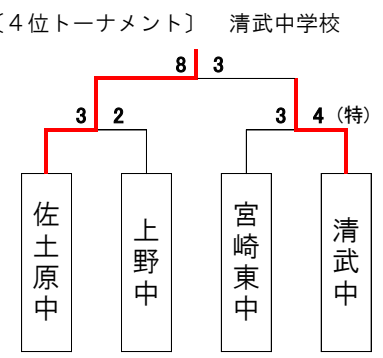 〔４位トーナメント〕　清武中学校
8　3
3　2
3　4（特）
佐土原中
上野中
宮崎東中
清武中